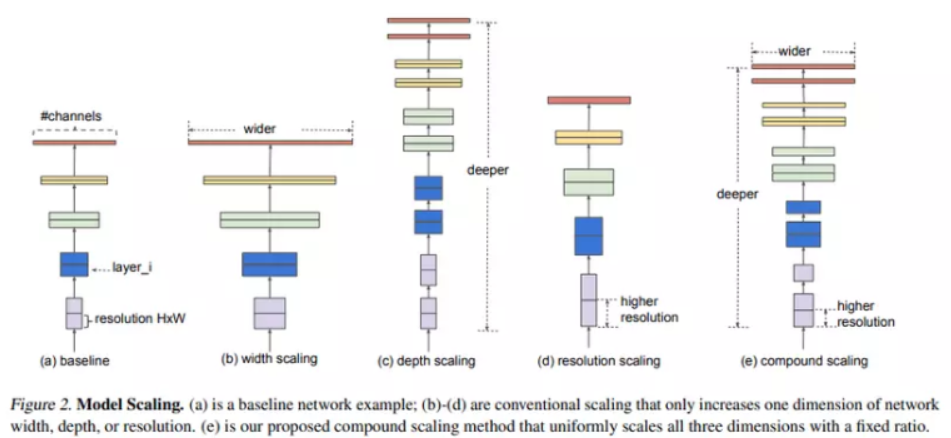 #channels
layer_i
resolution HxW
(a) baseline
wider
(b) width scaling
deeper
(c) depth scaling
higher
resolution
(d) resolution scaling
wider
deeper
higher
resolution
(e) compound scaling
Figure 2. Model Scaling. (a) is a baseline network example; (b)-(d) are conventional scaling that only increases one dimension of network
width, depth, or resolution. (e) is our proposed compound scaling method that uniformly scales all three dimensions with a fixed ratio.